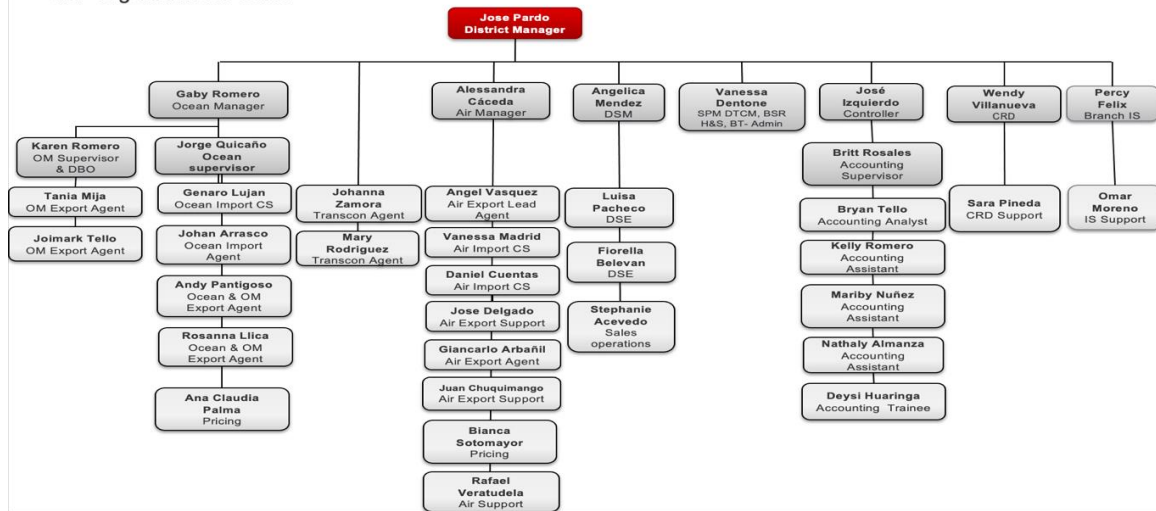 Jose Pardo
District Manager
Gaby Romero
Ocean Manager
Alessandra
Cáceda
Air Manager
Angelica
Mendez
DSM
Vanessa
Dentone
SPM DTCM, BSR
H&S, BT- Admin
José
Izquierdo
Controller
Wendy
Villanueva
CRD
Percy
Felix
Branch IS
Karen Romero
OM Supervisor
& DBO
Tania Mija
OM Export Agent
Joimark Tello
OM Export Agent
Jorge Quicaño
Ocean
supervisor
Genaro Lujan
Ocean Import CS
Johan Arrasco
Ocean Import
Agent
Andy Pantigoso
Ocean & OM
Export Agent
Rosanna Llica
Ocean & OM
Export Agent
Ana Claudia
Palma
Pricing
Johanna
Zamora
Transcon Agent
Mary
Rodriguez
Transcon Agent
Angel Vasquez
Air Export Lead
Agent
Vanessa Madrid
Air Import CS
Daniel Cuentas
Air Import CS
Jose Delgado
Air Export Support
Giancarlo Arbañil
Air Export Agent
Juan Chuquimango
Air Export Support
Bianca
Sotomayor
Pricing
Rafael
Veratudela
Air Support
Luisa
Pacheco
DSE
Fiorella
Belevan
DSE
Stephanie
Acevedo
Sales
operations
Britt Rosales
Accounting
Supervisor
Bryan Tello
Accounting Analyst
Kelly Romero
Accounting
Assistant
Mariby Nuñez
Accounting
Assistant
Nathaly Almanza
Accounting
Assistant
Deysi Huaringa
Accounting Trainee
Sara Pineda
CRD Support
Omar
Moreno
IS Support